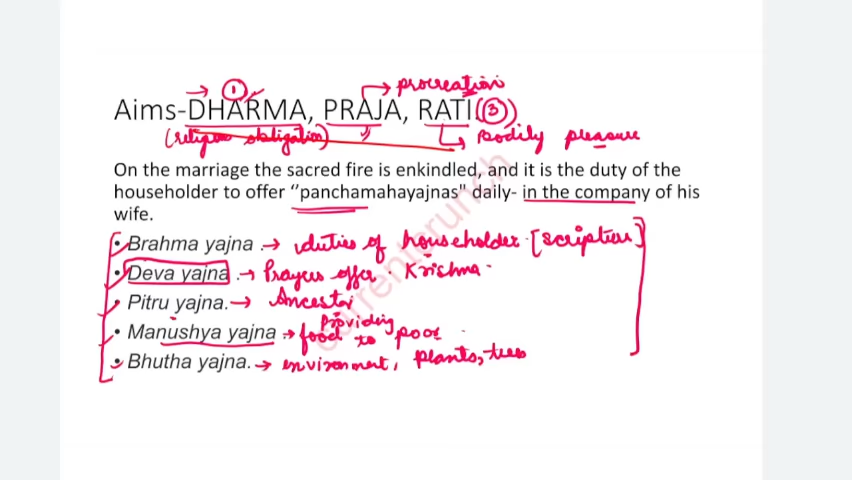 → ① procreation
Aims-DHARMA, PRAJA, RATI (③)
(religious obligation) → Bodily pleasure
On the marriage the sacred fire is enkindled, and it is the duty of the
householder to offer ‘’panchamahayajnas" daily- in the company of his
wife.
• Brahma yajna .→ duties of householder. [scription]
• Deva yajna .→ Prayers offer . Krishna
• Pitru yajna.→ Ancestor
providing
• Manushya yajna .→ food to poor
• Bhutha yajna. → environment, plants, trees
currentcrunch